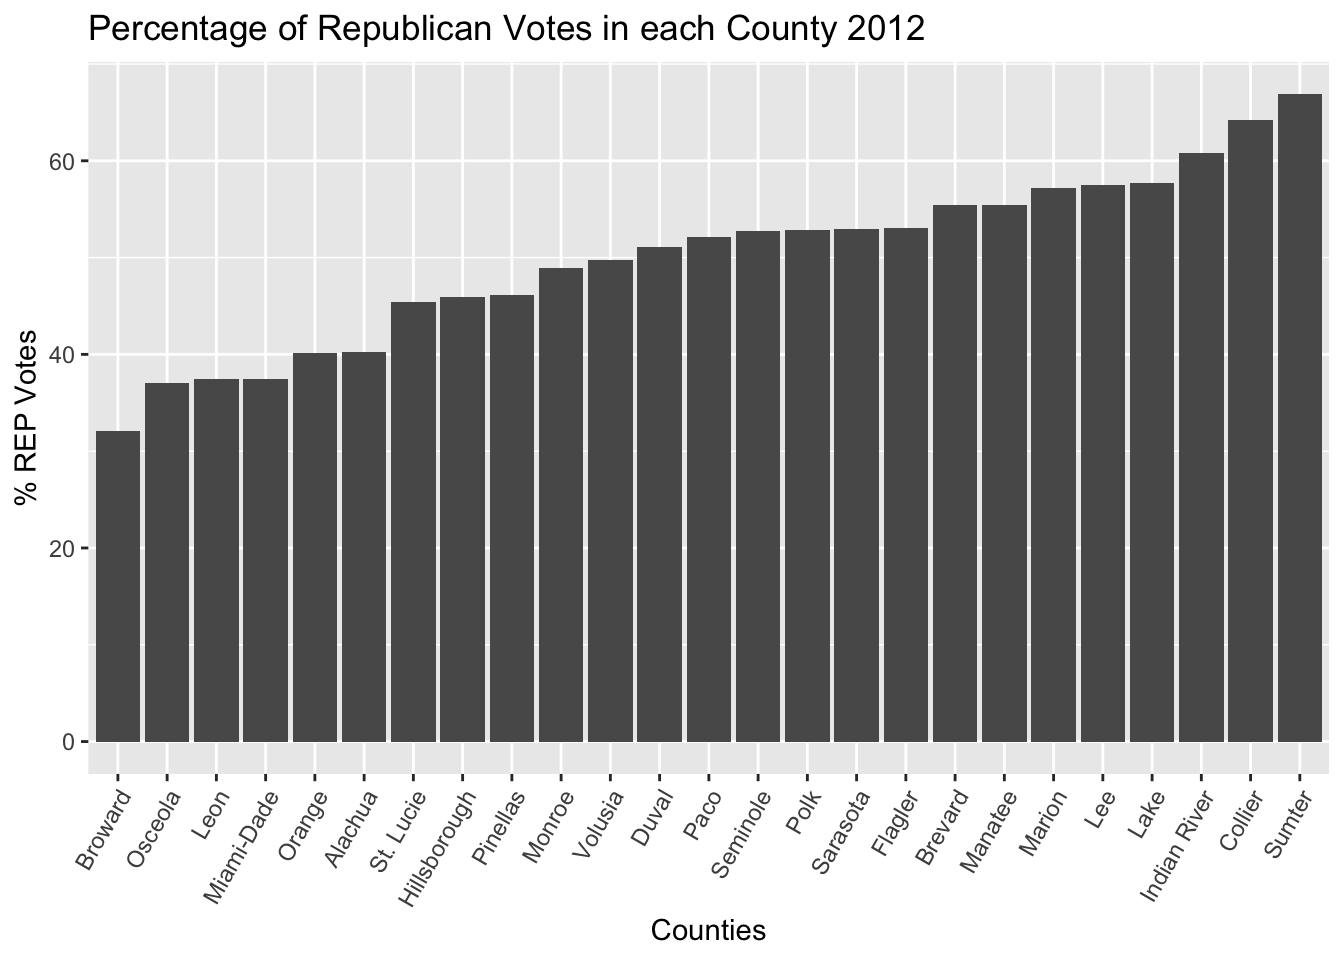 Percentage of Republican Votes in each County 2012
% REP Votes
60
40
20
0
Broward
Osceola
Leon
Miami-Dade
Orange
Alachua
St. Lucie
Hillsborough
Pinellas
Monroe
Volusia
Duval
Paco
Seminole
Polk
Sarasota
Flagler
Brevard
Manatee
Marion
Lee
Lake
Indian River
Collier
Sumter
Counties